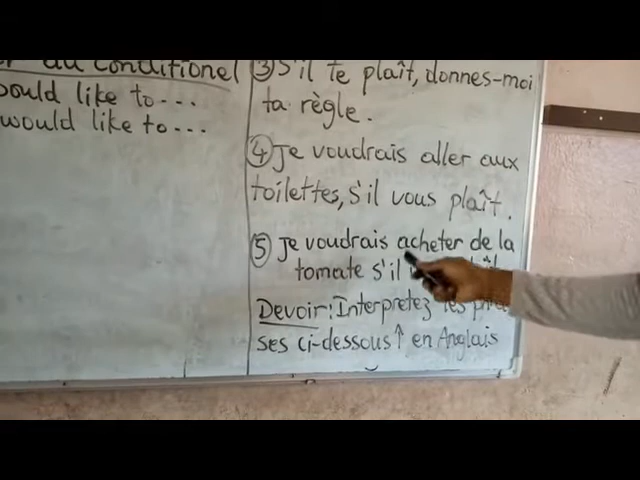 au conditionel
ould like to...
would like to...
③ S'il te plaît, donnes-moi
ta règle.
④ Je voudrais aller aux
toilettes, s'il vous plaît.
⑤ Je voudrais acheter de la
tomate s'il
Devoir: Interpretez les phra
ses ci-dessous ↑ en Anglais